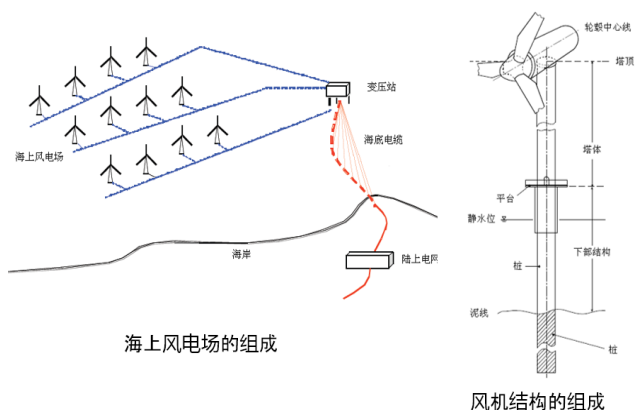 变压站
海底电缆
海上风电场
海岸
陆上电网
海上风电场的组成
轮毂中心线
塔顶
塔体
平台
静水位
下部结构
桩
泥线
桩
风机结构的组成